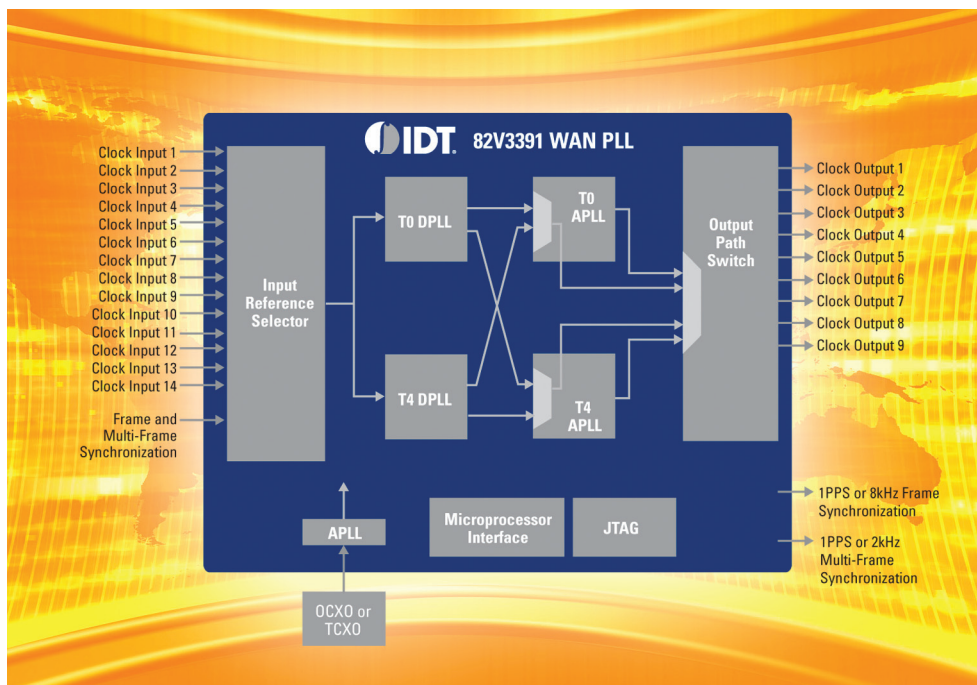 IDT. 82V3391 WAN PLL
Clock Input 1
Clock Input 2
Clock Input 3
Clock Input 4
Clock Input 5
Clock Input 6
Clock Input 7
Clock Input 8
Clock Input 9
Clock Input 10
Clock Input 11
Clock Input 12
Clock Input 13
Clock Input 14
Frame and
Multi-Frame
Synchronization
Input
Reference
Selector
T0 DPLL
T4 DPLL
T0
APLL
T4
APLL
Output
Path
Switch
Clock Output 1
Clock Output 2
Clock Output 3
Clock Output 4
Clock Output 5
Clock Output 6
Clock Output 7
Clock Output 8
Clock Output 9
1PPS or 8kHz Frame
Synchronization
1PPS or 2kHz
Multi-Frame
Synchronization
APLL
Microprocessor
Interface
JTAG
OCXO or
TCXO